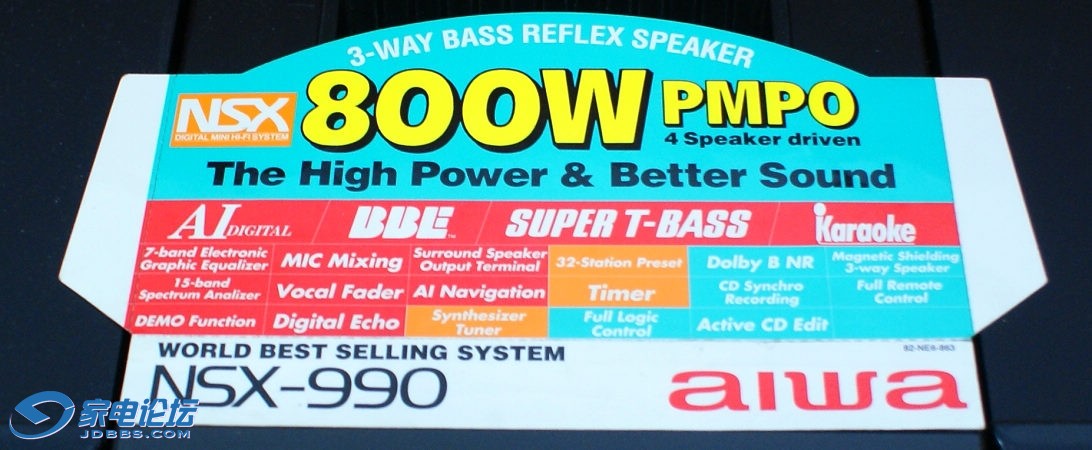 3-WAY BASS REFLEX SPEAKER
NSX
DIGITAL MINI HI-FI SYSTEM
800W PMPO
4 Speaker driven
The High Power & Better Sound
AI DIGITAL
BBE™
SUPER T-BASS
iKaraoke
7-band Electronic
Graphic Equalizer
MIC Mixing
Surround Speaker
Output Terminal
32-Station Preset
Dolby B NR
Magnetic Shielding
3-way Speaker
15-band
Spectrum Analizer
Vocal Fader
AI Navigation
Timer
CD Synchro
Recording
Full Remote
Control
DEMO Function
Digital Echo
Synthesizer
Tuner
Full Logic
Control
Active CD Edit
WORLD BEST SELLING SYSTEM
NSX-990
aiwa
家电论坛
JDBBS.COM